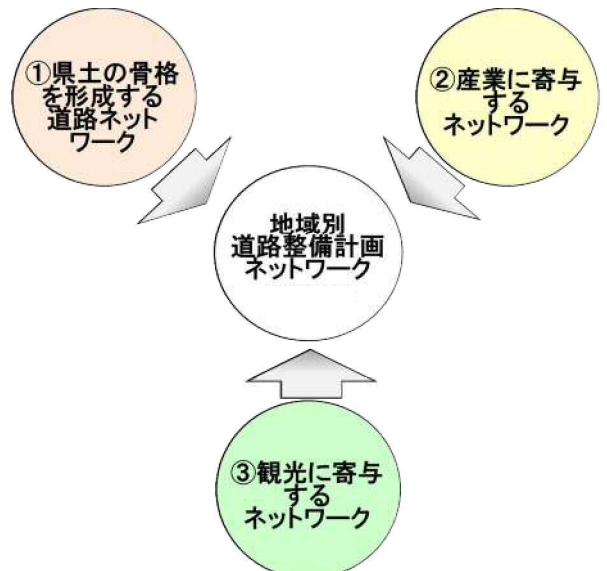 ①県土の骨格
を形成する
道路ネット
ワーク
②産業に寄与
する
ネットワーク
地域別
道路整備計画
ネットワーク
③観光に寄与
する
ネットワーク